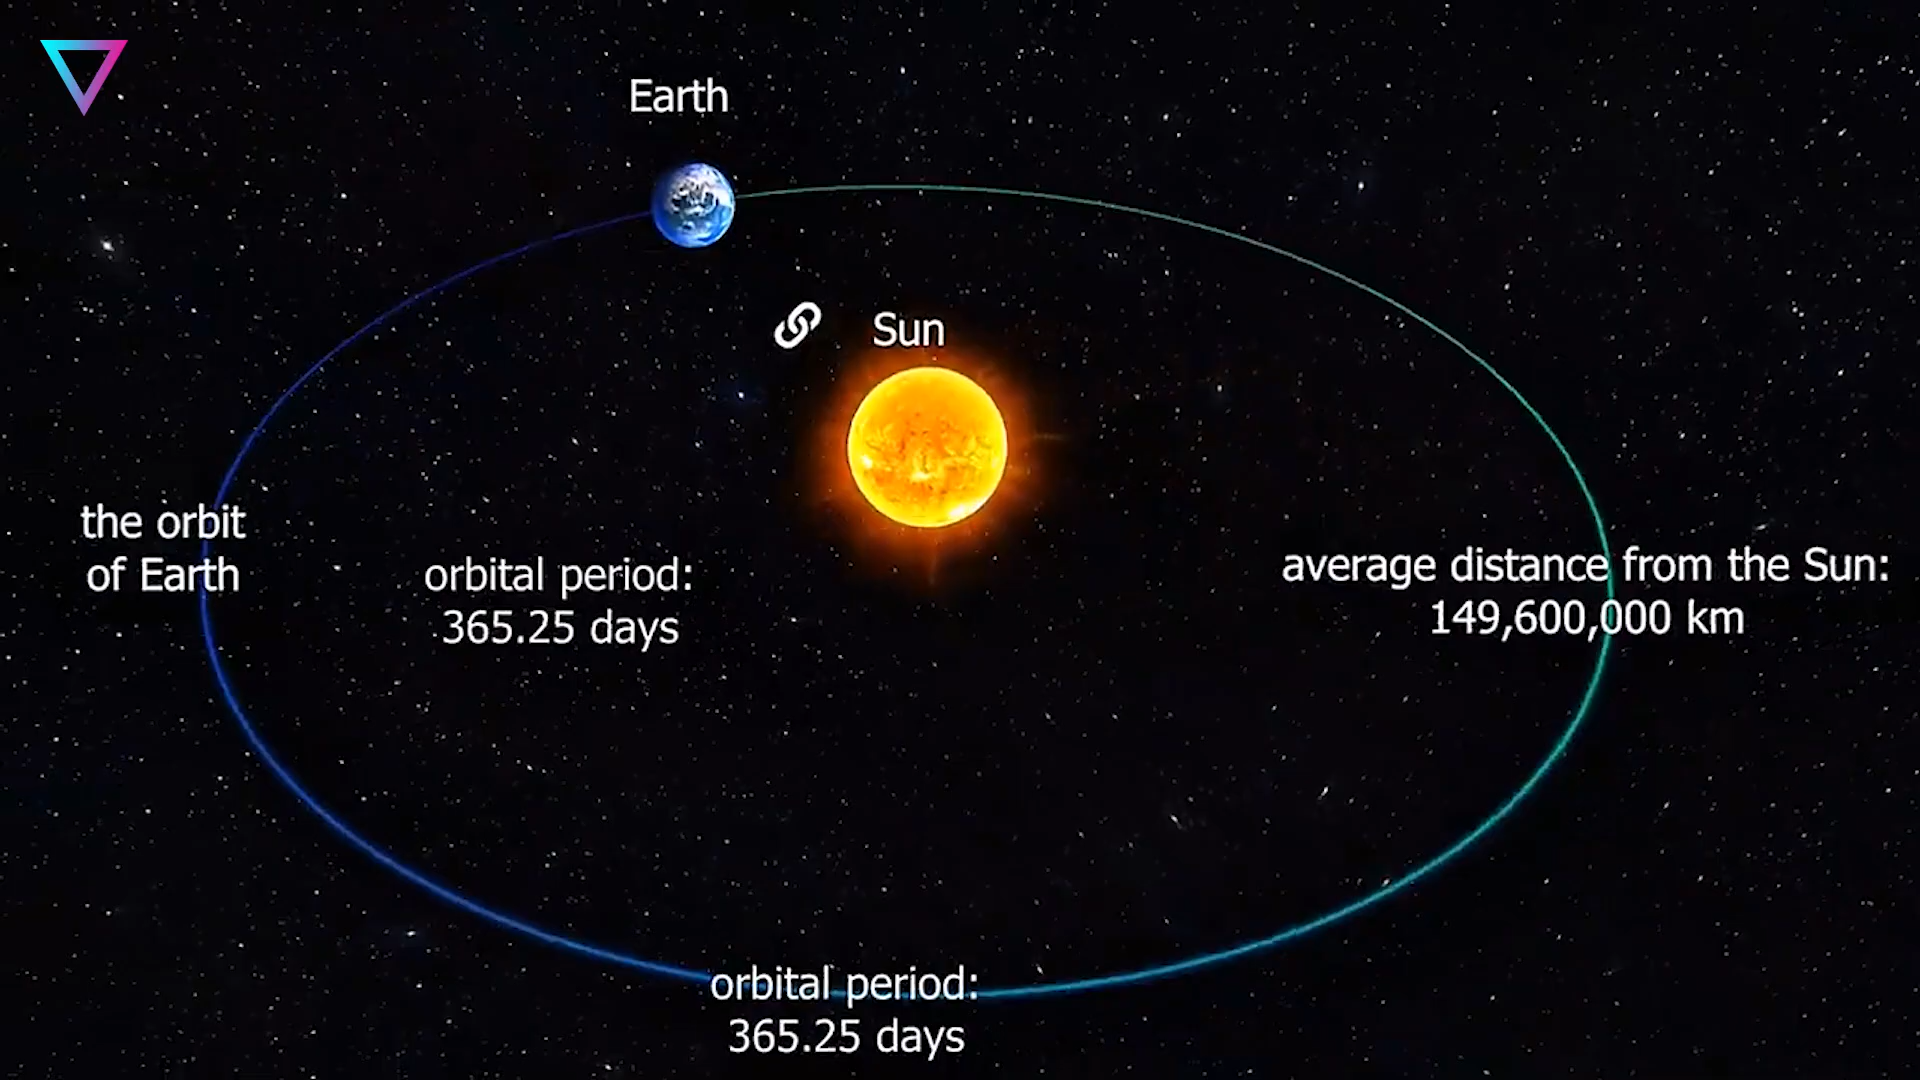 Earth
Sun
the orbit
of Earth
orbital period:
365.25 days
average distance from the Sun:
149,600,000 km
orbital period:
365.25 days